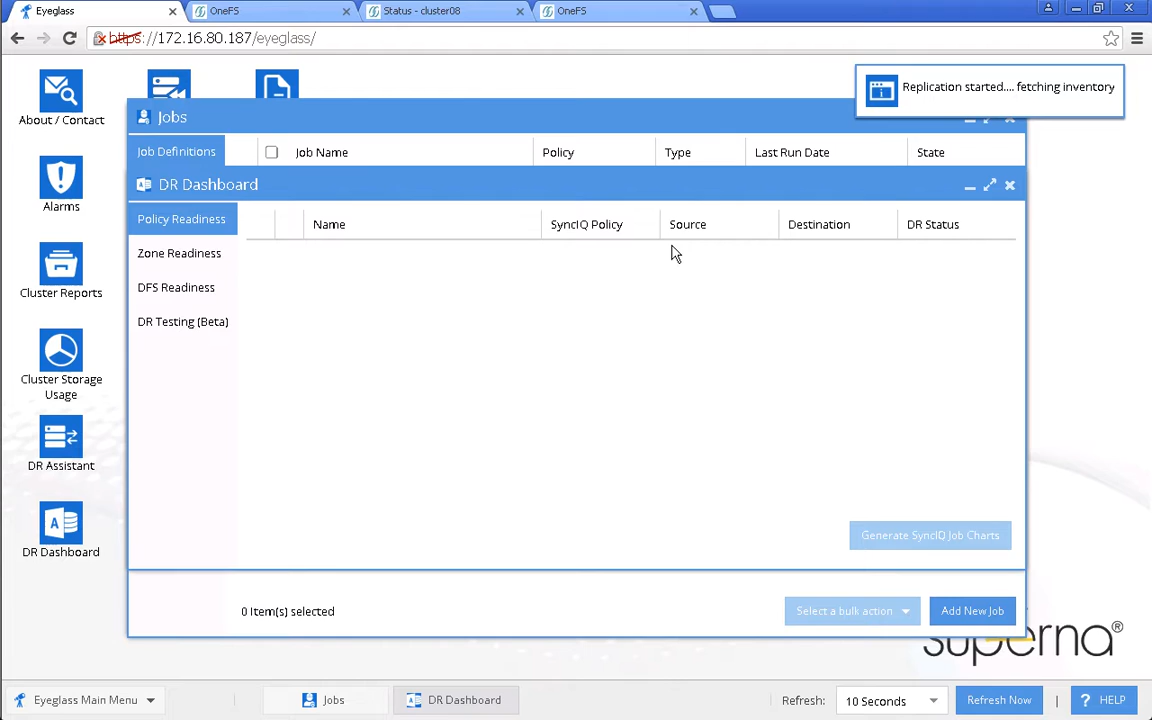 Eyeglass
OneFS
Status - cluster08
OneFS
https://172.16.80.187/eyeglass/
Replication started.... fetching inventory
About / Contact
Alarms
Cluster Reports
Cluster Storage
Usage
DR Assistant
DR Dashboard
Jobs
Job Definitions
Job Name
Policy
Type
Last Run Date
State
DR Dashboard
Policy Readiness
Name
SyncIQ Policy
Source
Destination
DR Status
Zone Readiness
DFS Readiness
DR Testing (Beta)
Generate SyncIQ Job Charts
0 Item(s) selected
Select a bulk action
Add New Job
superna®
Eyeglass Main Menu
Jobs
DR Dashboard
Refresh:
10 Seconds
Refresh Now
? HELP